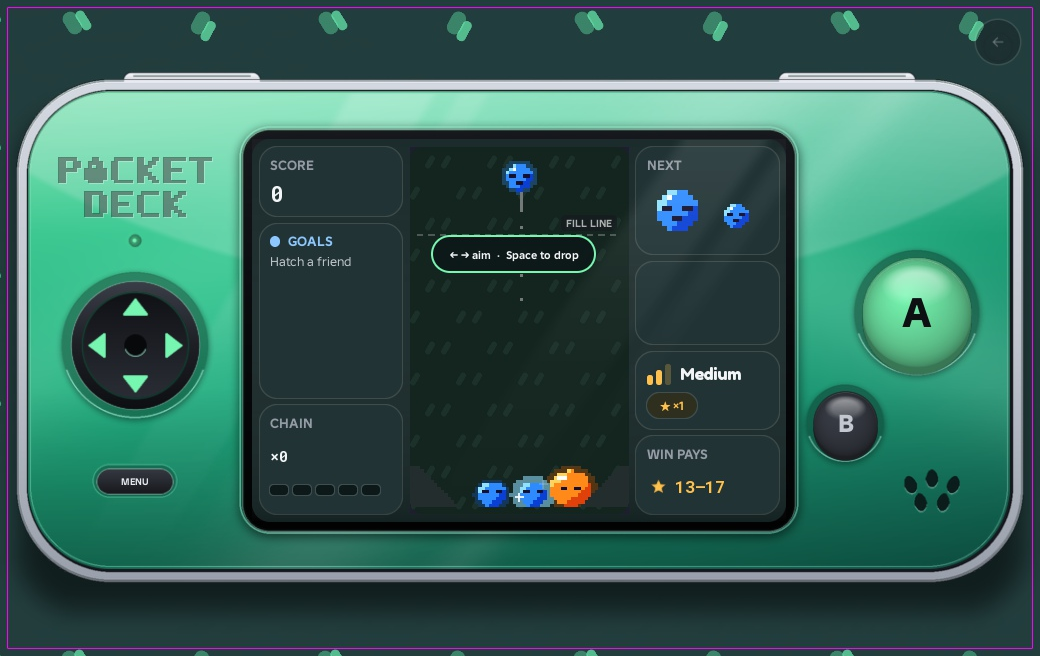 POCKET
DECK
MENU
SCORE
0
GOALS
Hatch a friend
CHAIN
×0
FILL LINE
←→ aim · Space to drop
NEXT
Medium
★ ×1
WIN PAYS
★ 13–17
A
B
←